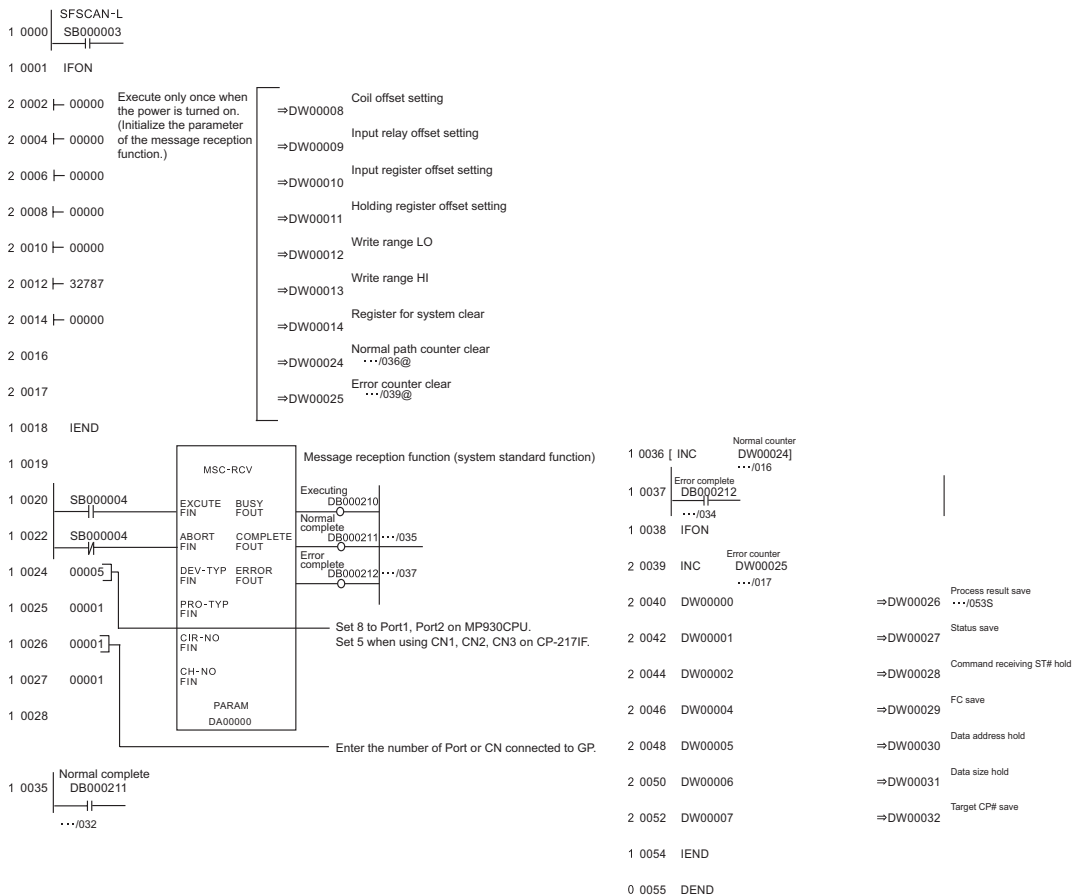 SFSCAN-L
1 0000 SB000003
1 0001 IFON
2 0002 00000 ⇒DW00008 Coil offset setting
Execute only once when
the power is turned on.
(Initialize the parameter
of the message reception
function.)
2 0004 00000 ⇒DW00009 Input relay offset setting
2 0006 00000 ⇒DW00010 Input register offset setting
2 0008 00000 ⇒DW00011 Holding register offset setting
2 0010 00000 ⇒DW00012 Write range LO
2 0012 32787 ⇒DW00013 Write range HI
2 0014 00000 ⇒DW00014 Register for system clear
2 0016 ⇒DW00024 Normal path counter clear
···/036@
2 0017 ⇒DW00025 Error counter clear
···/039@
1 0018 IEND
1 0019 MSC-RCV Message reception function (system standard function)
Executing
1 0020 SB000004 EXCUTE FIN BUSY FOUT DB000210
Normal
complete
1 0022 SB000004 ABORT FIN COMPLETE FOUT DB000211 ···/035
Error
complete
1 0024 00005 DEV-TYP FIN ERROR FOUT DB000212 ···/037
1 0025 00001 PRO-TYP FIN
Set 8 to Port1, Port2 on MP930CPU.
Set 5 when using CN1, CN2, CN3 on CP-217IF.
1 0026 00001 CIR-NO FIN
1 0027 00001 CH-NO FIN
1 0028 PARAM
DA00000
Enter the number of Port or CN connected to GP.
Normal complete
1 0035 DB000211
···/032
Normal counter
1 0036 [ INC DW00024]
···/016
Error complete
1 0037 DB000212
···/034
1 0038 IFON
Error counter
2 0039 INC DW00025
···/017
2 0040 DW00000 ⇒DW00026 Process result save
···/053S
2 0042 DW00001 ⇒DW00027 Status save
2 0044 DW00002 ⇒DW00028 Command receiving ST# hold
2 0046 DW00004 ⇒DW00029 FC save
2 0048 DW00005 ⇒DW00030 Data address hold
2 0050 DW00006 ⇒DW00031 Data size hold
2 0052 DW00007 ⇒DW00032 Target CP# save
1 0054 IEND
0 0055 DEND